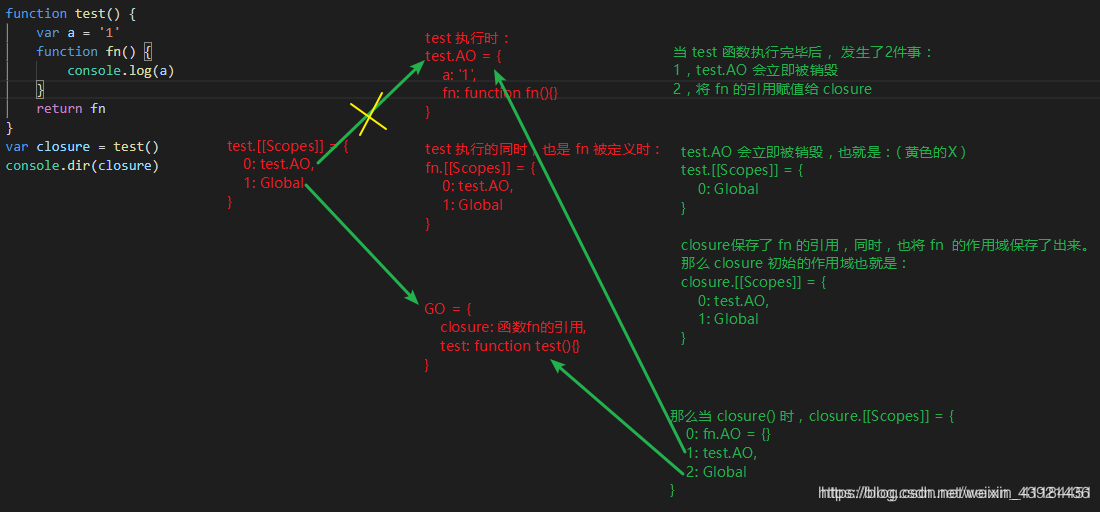 function test() {
var a = '1'
function fn() {
console.log(a)
}
return fn
}
var closure = test()
console.dir(closure)
test.[[Scopes]] = {
0: test.AO,
1: Global
}
test 执行时：
test.AO = {
a: '1',
fn: function fn(){}
}
test 执行的同时，也是 fn 被定义时：
fn.[[Scopes]] = {
0: test.AO,
1: Global
}
GO = {
closure: 函数fn的引用,
test: function test(){}
}
当 test 函数执行完毕后， 发生了2件事：
1，test.AO 会立即被销毁
2，将 fn 的引用赋值给 closure
test.AO 会立即被销毁，也就是：( 黄色的X )
test.[[Scopes]] = {
0: Global
}
closure保存了 fn 的引用，同时，也将 fn 的作用域保存了出来。
那么 closure 初始的作用域也就是：
closure.[[Scopes]] = {
0: test.AO,
1: Global
}
那么当 closure() 时，closure.[[Scopes]] = {
0: fn.AO = {}
1: test.AO,
2: Global
}